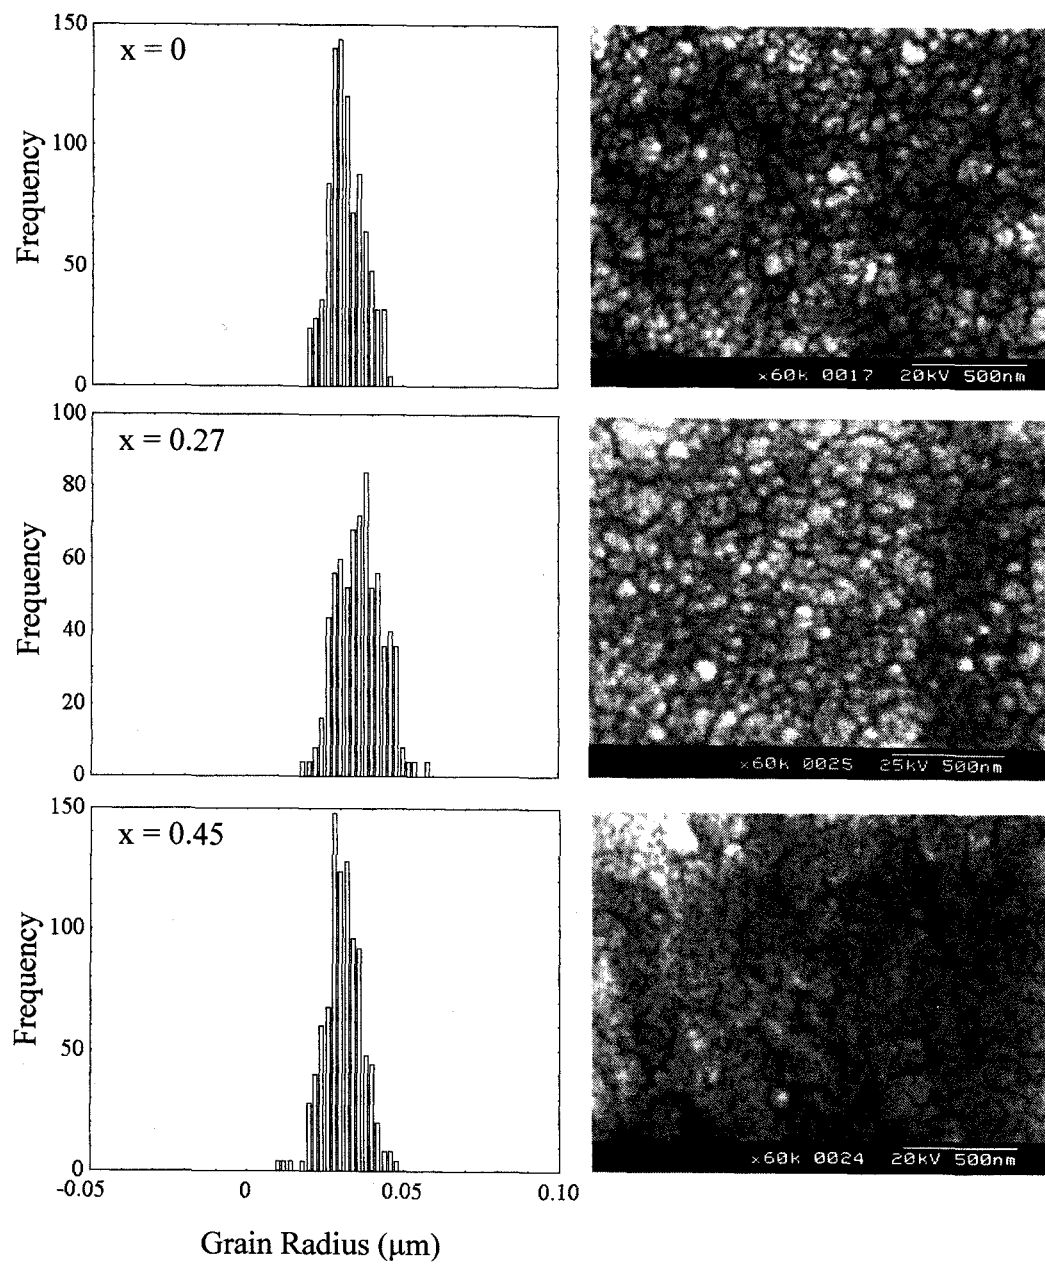 150
x = 0
100
Frequency
50
0
×60k 0017 20kV 500nm
100
x = 0.27
80
60
Frequency
40
20
0
×60k 0025 25kV 500nm
150
x = 0.45
100
Frequency
50
0
×60k 0024 20kV 500nm
-0.05 0 0.05 0.10
Grain Radius (μm)